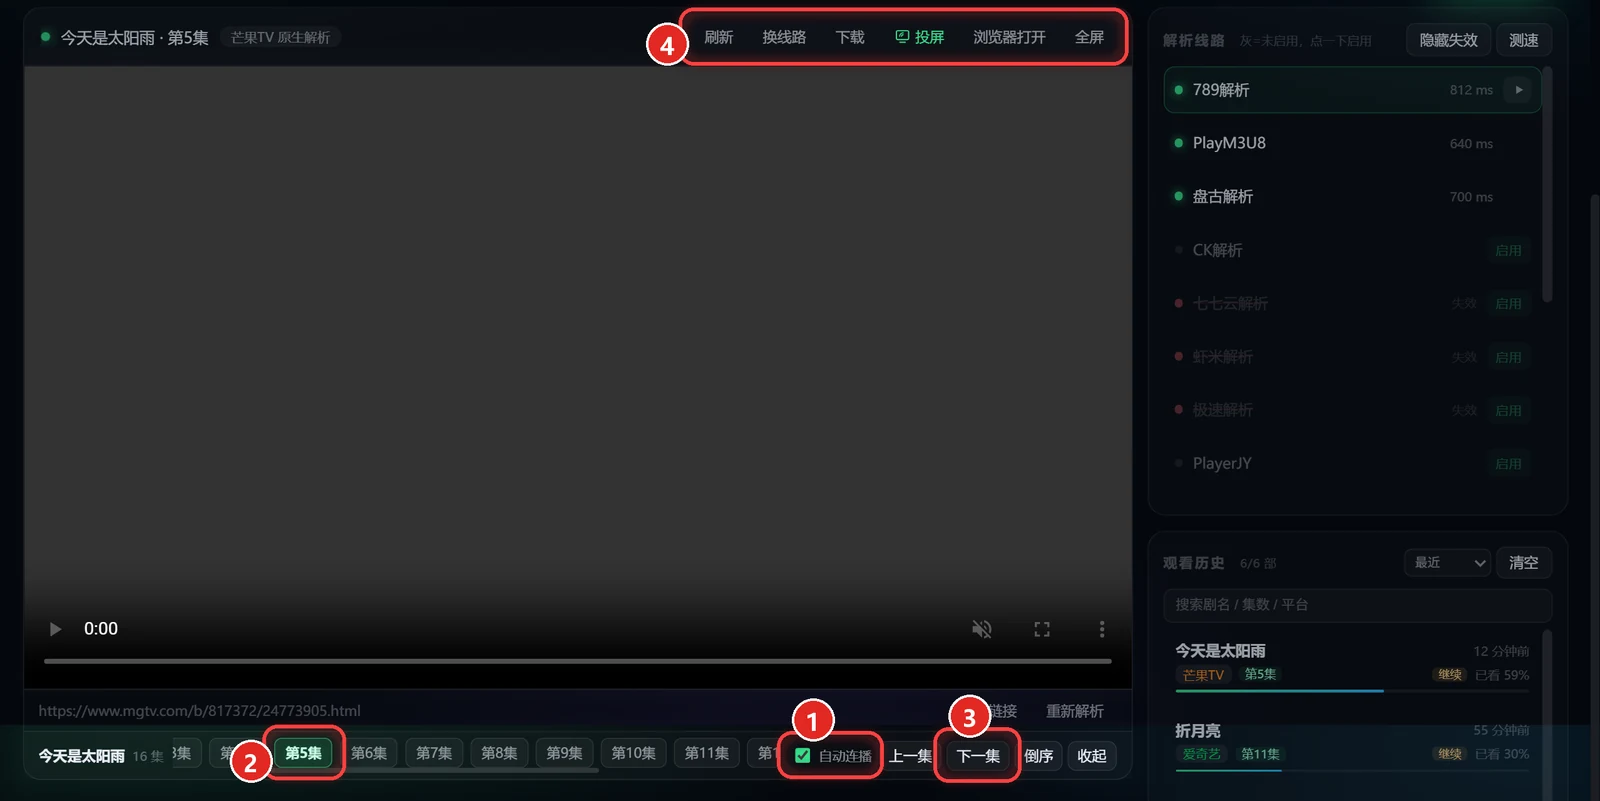 今天是太阳雨 · 第5集 芒果TV 原生解析
4 刷新 换线路 下载 投屏 浏览器打开 全屏
0:00
https://www.mgtv.com/b/817372/24773905.html 链接 重新解析
今天是太阳雨 16 集 3集 第 第5集 第6集 第7集 第8集 第9集 第10集 第11集 第1 自动连播 上一集 下一集 倒序 收起
2
1
3
解析线路 灰=未启用，点一下启用 隐藏失效 测速
789解析 812 ms
PlayM3U8 640 ms
盘古解析 700 ms
CK解析 启用
七七云解析 失效 启用
虾米解析 失效 启用
极速解析 失效 启用
PlayerJY 启用
观看历史 6/6 部 最近 清空
搜索剧名 / 集数 / 平台
今天是太阳雨 12 分钟前
芒果TV 第5集 继续 已看 59%
折月亮 55 分钟前
爱奇艺 第11集 继续 已看 30%